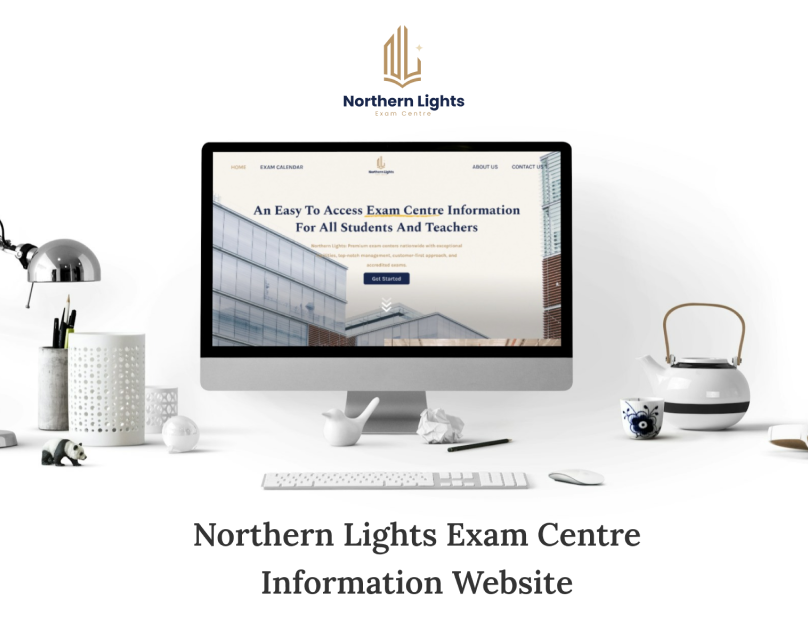 Northern Lights
Exam Centre
HOME
EXAM CALENDAR
Northern Lights
ABOUT US
CONTACT US
An Easy To Access Exam Centre Information
For All Students And Teachers
Northern Lights: Premium exam centers nationwide with exceptional
top-notch management, customer-first approach, and
accredited exams.
Get Started
Northern Lights Exam Centre
Information Website